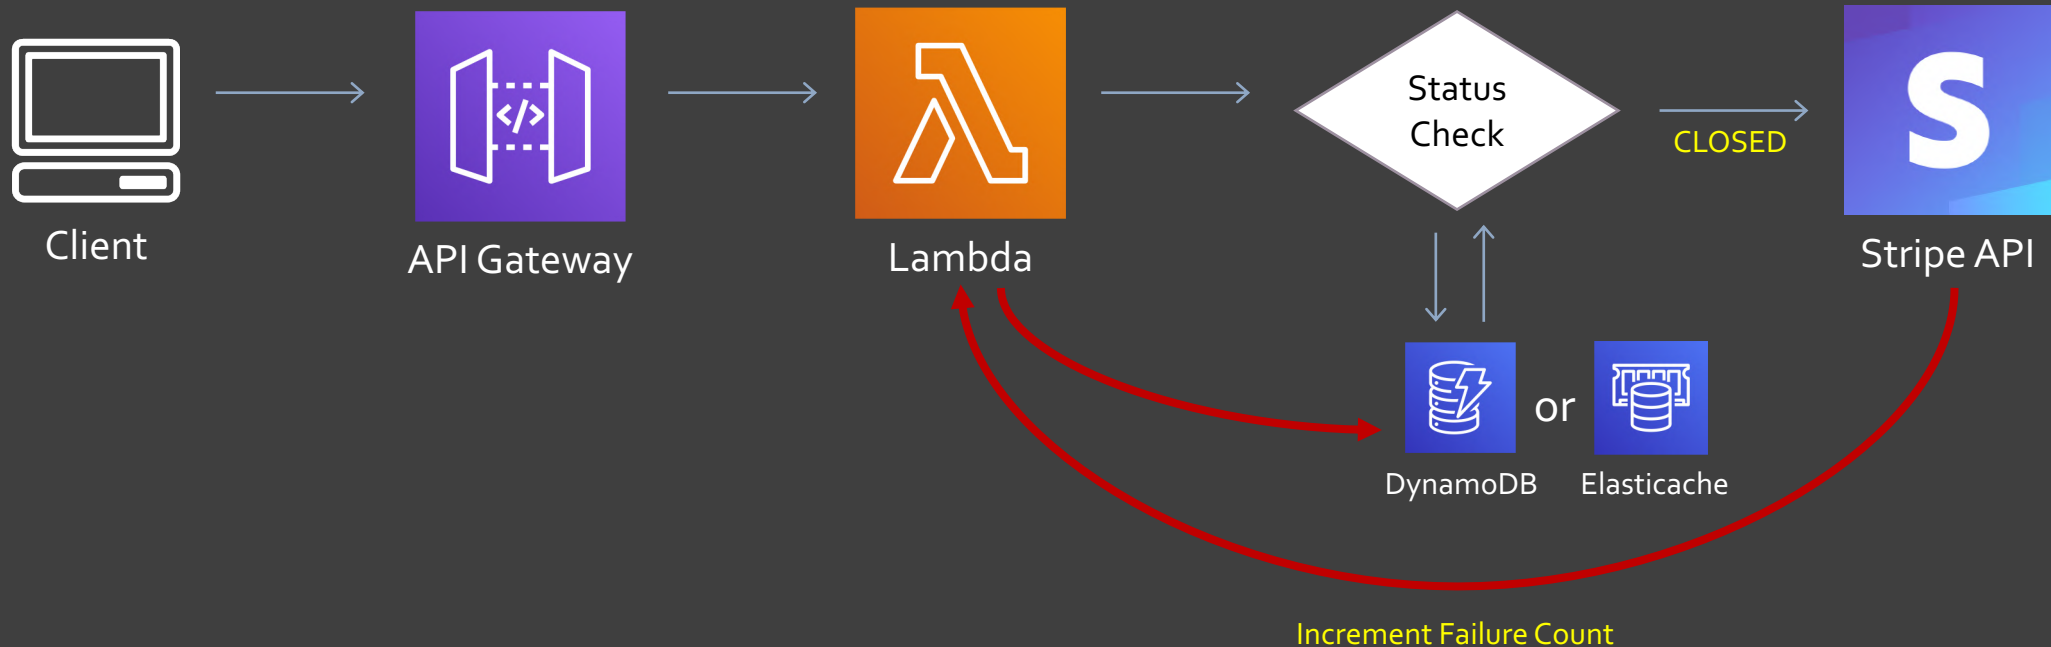 Status
Check
CLOSED
Client
API Gateway
Lambda
Stripe API
or
DynamoDB
Elasticache
Increment Failure Count